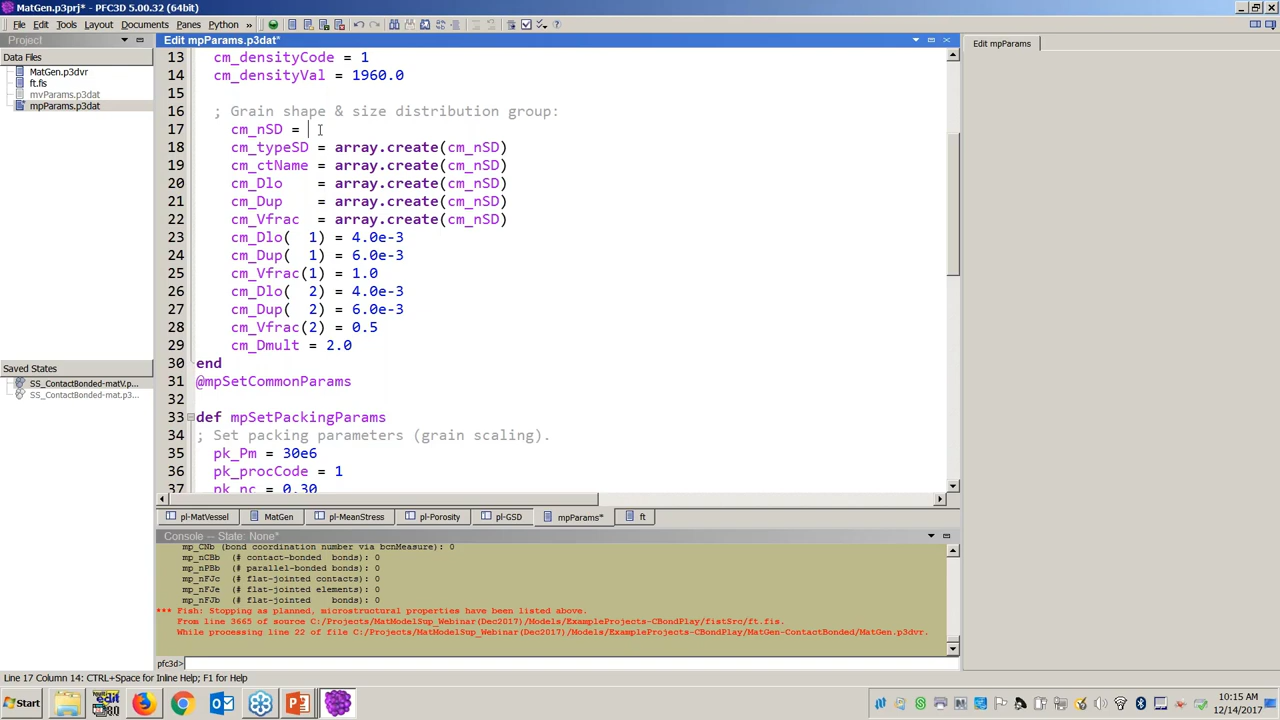 MatGen.p3prj* - PFC3D 5.00.32 (64bit)
File Edit Tools Layout Documents Panes Python »
Project
Edit mpParams.p3dat*
Edit mpParams
Data Files
MatGen.p3dvr
ft.fis
mvParams.p3dat
mpParams.p3dat
13 cm_densityCode = 1
14 cm_densityVal = 1960.0
15
16 ; Grain shape & size distribution group:
17 cm_nSD =
18 cm_typeSD = array.create(cm_nSD)
19 cm_ctName = array.create(cm_nSD)
20 cm_Dlo = array.create(cm_nSD)
21 cm_Dup = array.create(cm_nSD)
22 cm_Vfrac = array.create(cm_nSD)
23 cm_Dlo( 1) = 4.0e-3
24 cm_Dup( 1) = 6.0e-3
25 cm_Vfrac(1) = 1.0
26 cm_Dlo( 2) = 4.0e-3
27 cm_Dup( 2) = 6.0e-3
28 cm_Vfrac(2) = 0.5
29 cm_Dmult = 2.0
30 end
31 @mpSetCommonParams
32
33 def mpSetPackingParams
34 ; Set packing parameters (grain scaling).
35 pk_Pm = 30e6
36 pk_procCode = 1
37 pk_nc = 0.30
Saved States
SS_ContactBonded-matV.p...
SS_ContactBonded-mat.p3...
pl-MatVessel MatGen pl-MeanStress pl-Porosity pl-GSD mpParams* ft
Console -- State: None*
mp_CNb (bond coordination number via bcnMeasure): 0
mp_nCBb (# contact-bonded bonds): 0
mp_nPBb (# parallel-bonded bonds): 0
mp_nFJc (# flat-jointed contacts): 0
mp_nFJe (# flat-jointed elements): 0
mp_nFJb (# flat-jointed bonds): 0
*** Fish: Stopping as planned, microstructural properties have been listed above.
From line 3665 of source C:/Projects/MatModelSup_Webinar(Dec2017)/Models/ExampleProjects-CBondPlay/fistSrc/ft.fis.
While processing line 22 of file C:/Projects/MatModelSup_Webinar(Dec2017)/Models/ExampleProjects-CBondPlay/MatGen-ContactBonded/MatGen.p3dvr.
pfc3d>
Line 17 Column 14: CTRL+Space for Inline Help; F1 for Help
Start
10:15 AM
12/14/2017